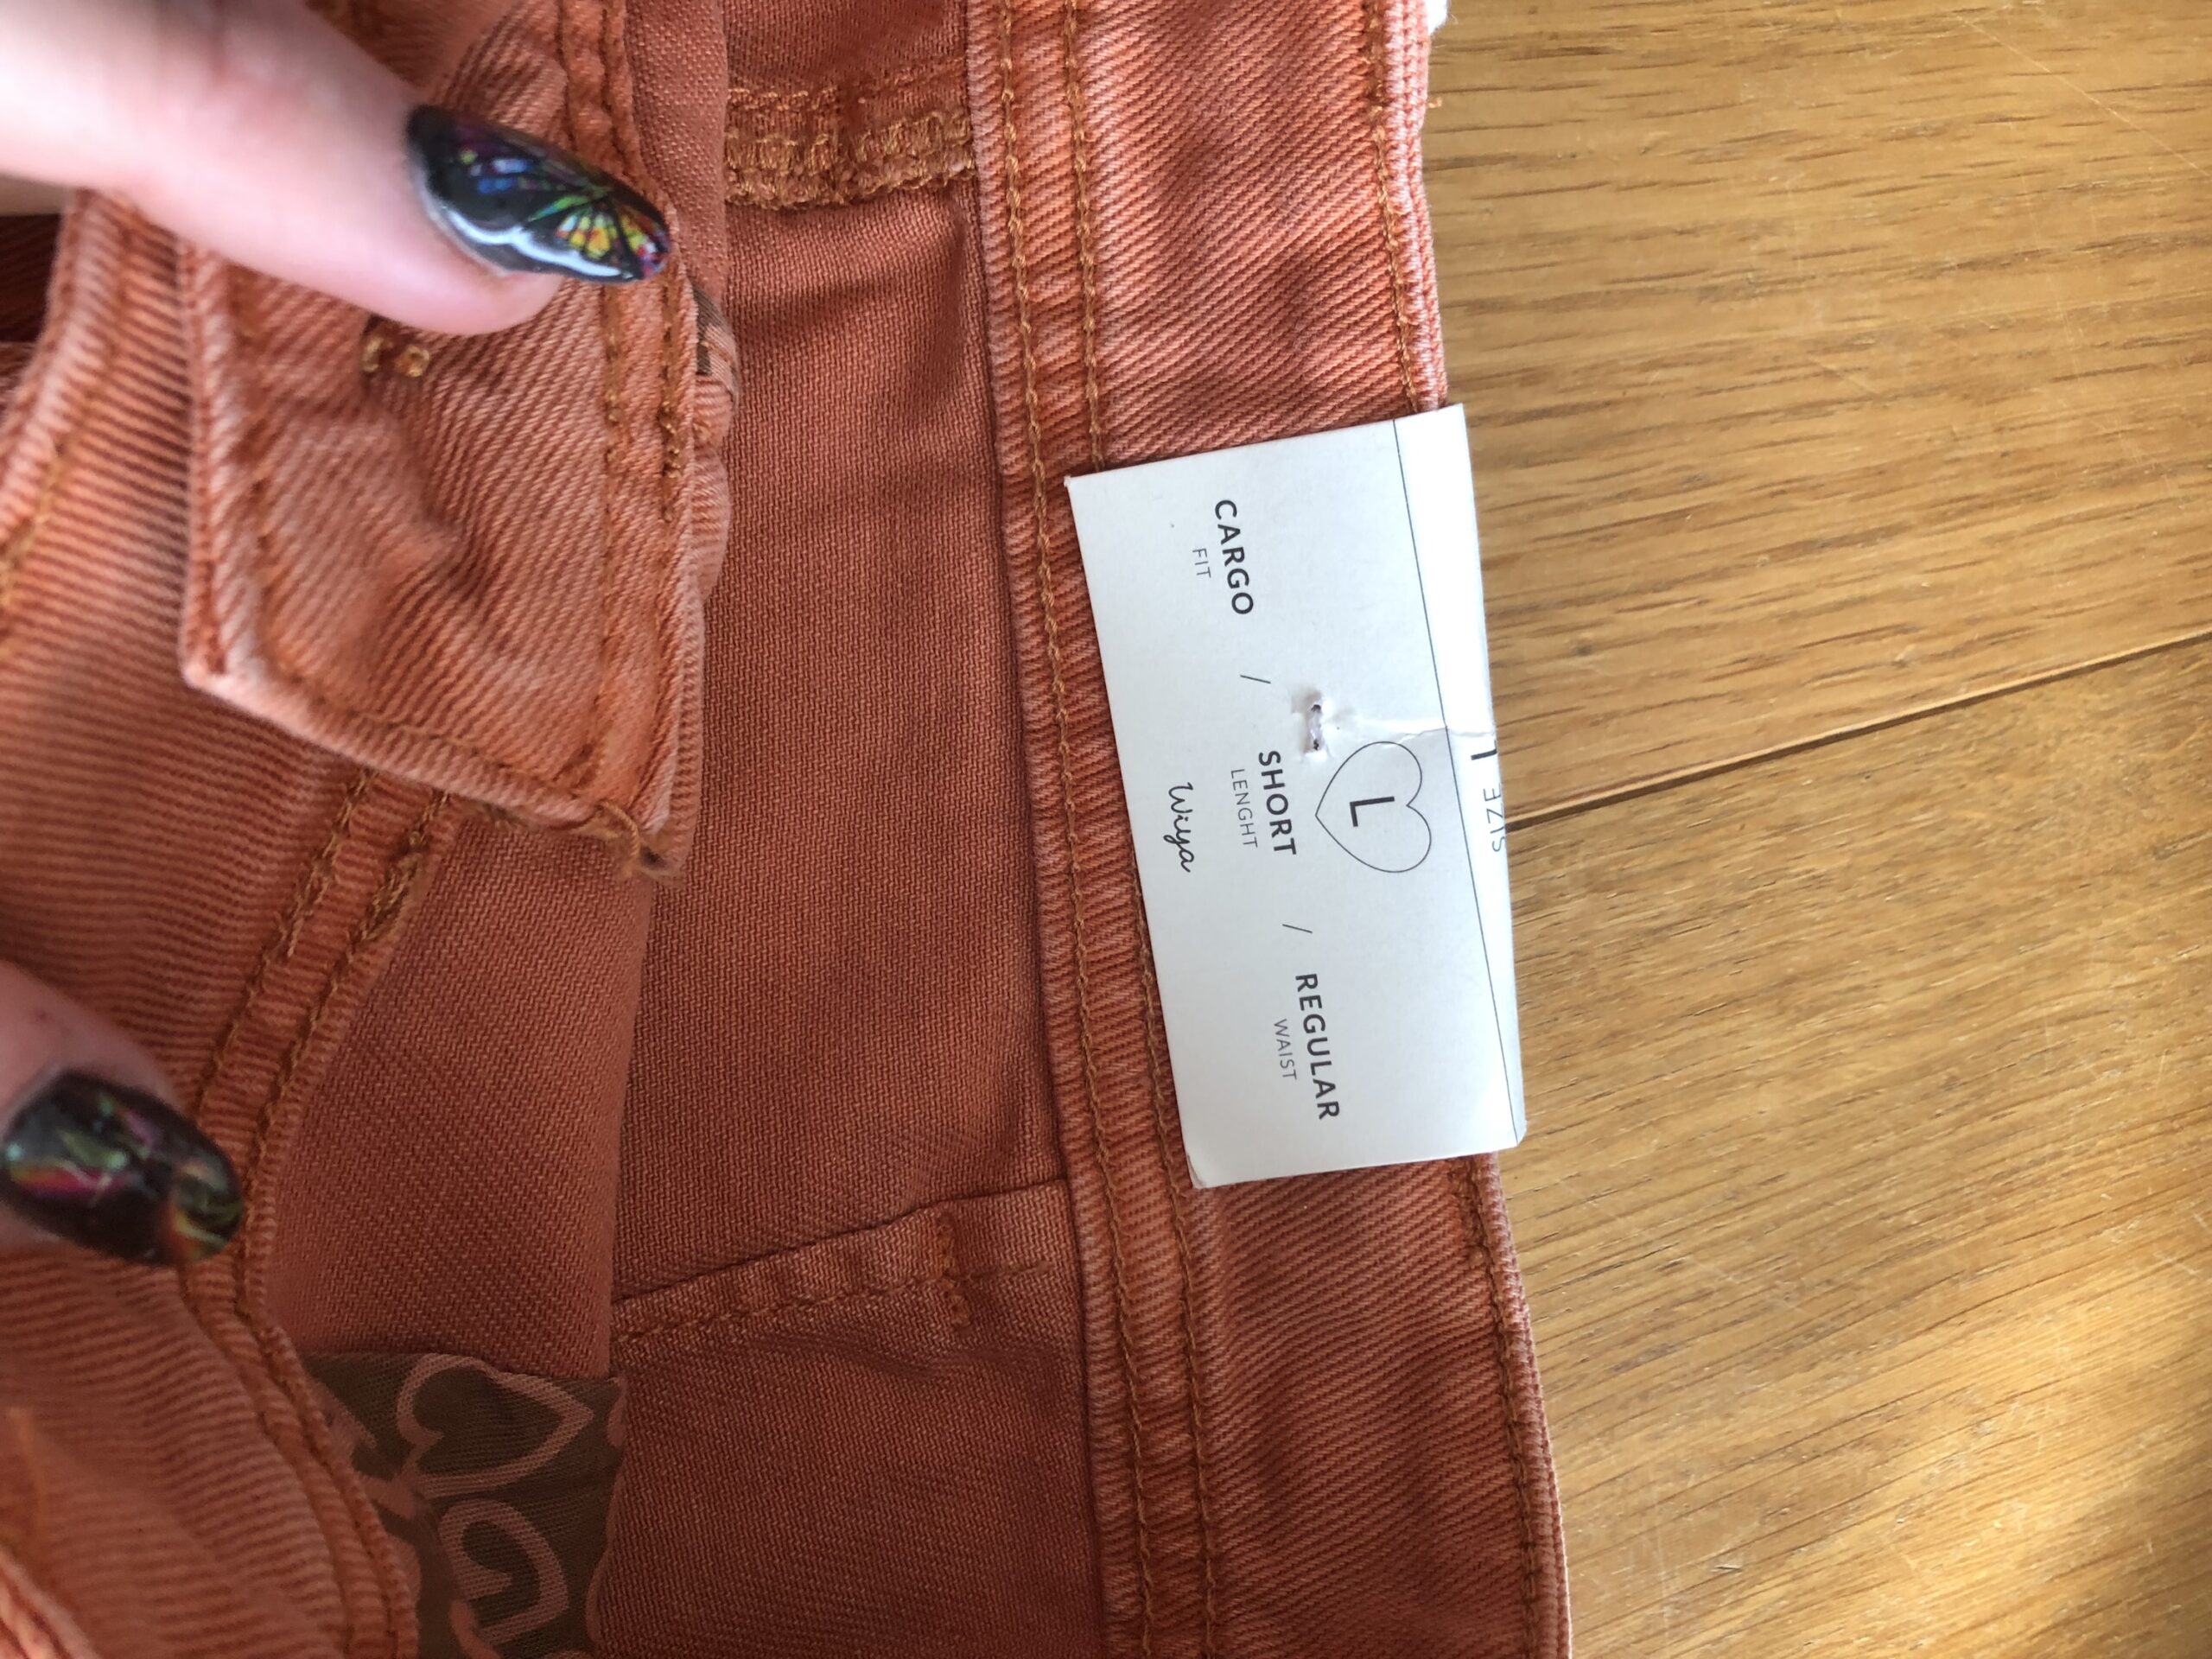 SIZE L
L
CARGO / SHORT / REGULAR
FIT LENGHT WAIST
Wiya